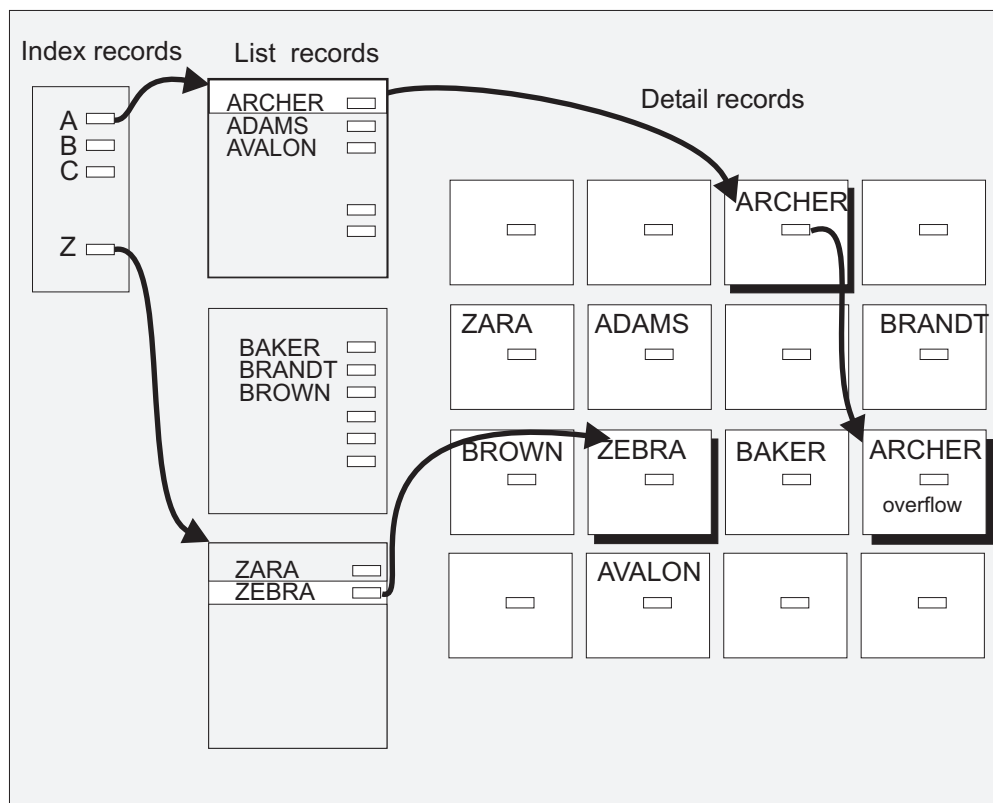 Index records
List records
Detail records
A
B
C
Z
ARCHER
ADAMS
AVALON
BAKER
BRANDT
BROWN
ZARA
ZEBRA
ARCHER
ZARA
ADAMS
BRANDT
BROWN
ZEBRA
BAKER
ARCHER
overflow
AVALON